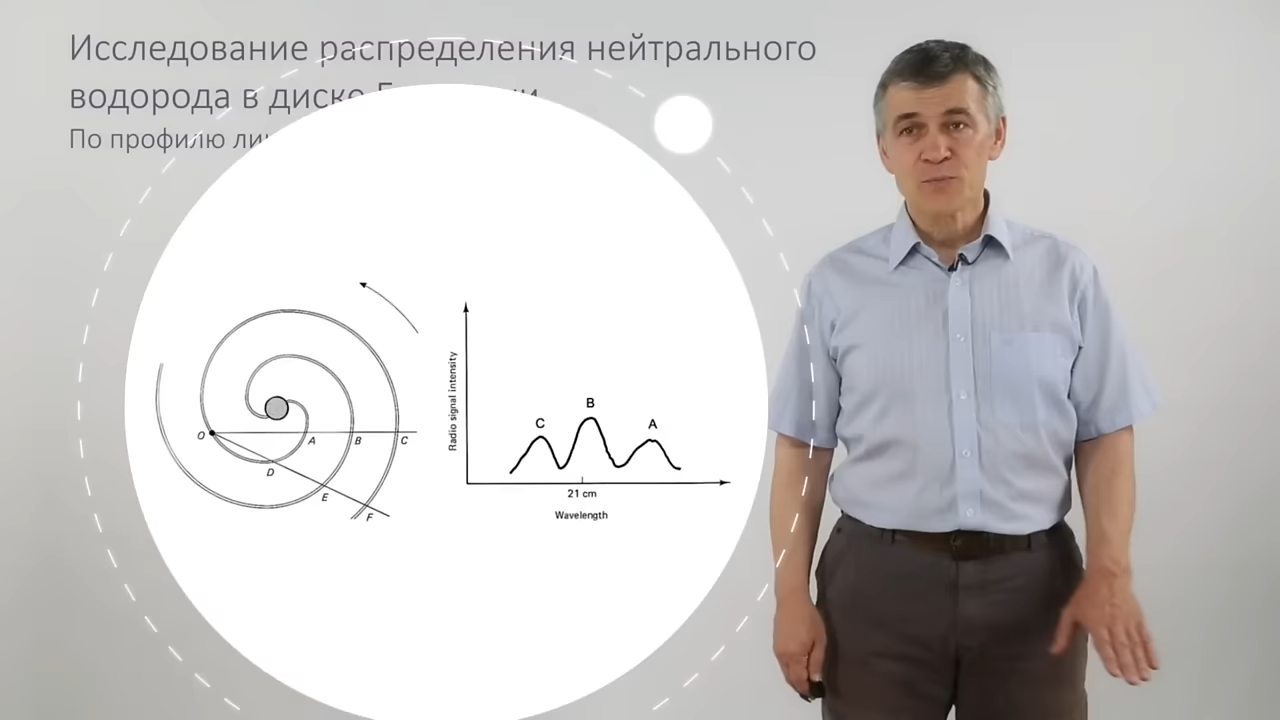 Исследование распределения нейтрального
водорода в диске
По профилю
O
A
B
C
D
E
F
Radio signal intensity
C
B
A
21 cm
Wavelength